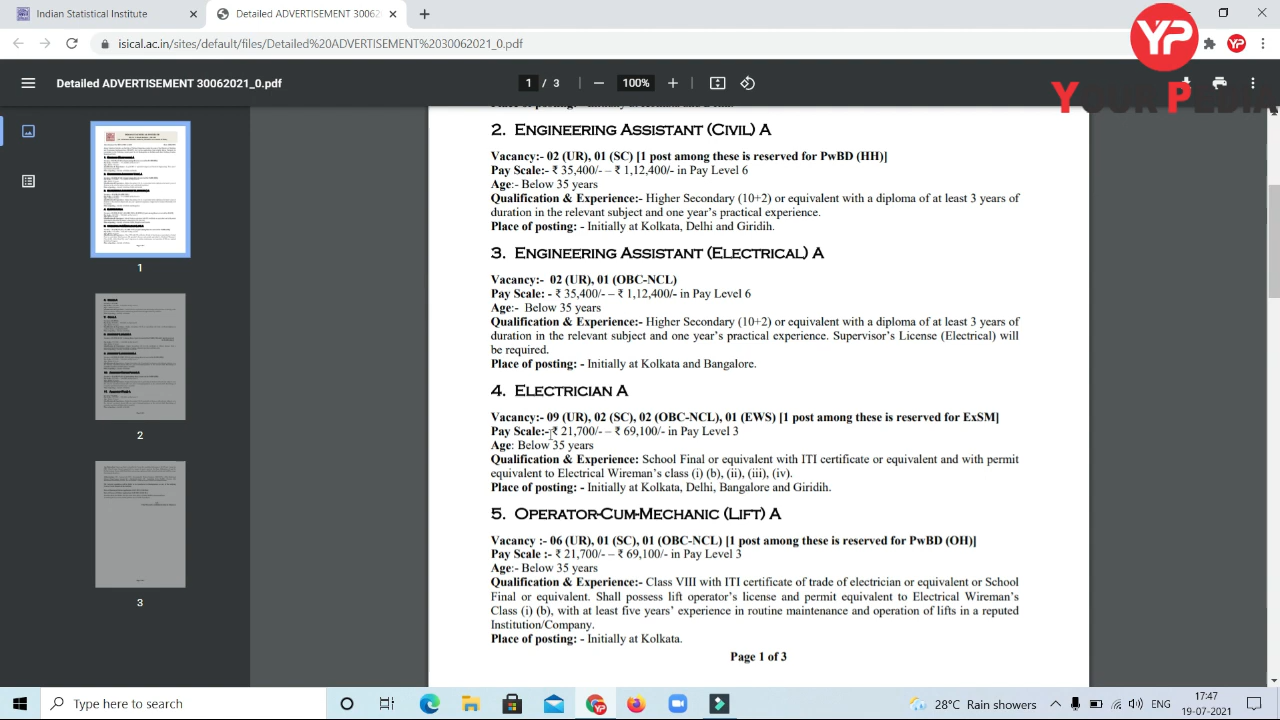 Indian Statistical Institute
Detailed ADVERTISEMENT 3006
isical.ac.in/sites/default/files/Detailed%20ADVERTISEMENT%2030062021_0.pdf
YP
YP
Detailed ADVERTISEMENT 30062021_0.pdf
1 / 3
100%
2. ENGINEERING ASSISTANT (CIVIL) A
Vacancy 01 (SC) [1 post among these is reserved for PwBD (HH)]
Pay Scale:- ₹ 35,400/- – ₹ 1,12,400/- in Pay Level 6
Age:- Below 35 years
Qualification & Experience:- Higher Secondary (10+2) or equivalent with a diploma of at least 3 years of
duration in the relevant subject and one year's practical experience.
Place of posting: - Initially at Kolkata, Delhi and Giridih.
3. ENGINEERING ASSISTANT (ELECTRICAL) A
Vacancy:- 02 (UR), 01 (OBC-NCL)
Pay Scale: - ₹ 35,400/- – ₹ 1,12,400/- in Pay Level 6
Age:- Below 35 years
Qualification & Experience:- Higher Secondary (10+2) or equivalent with a diploma of at least 3 years of
duration in the relevant subject and one year's practical experience. Supervisor's License (Electrical) will
be required.
Place of posting: - Initially at Kolkata and Bangalore.
4. ELECTRICIAN A
Vacancy:- 09 (UR), 02 (SC), 02 (OBC-NCL), 01 (EWS) [1 post among these is reserved for ExSM]
Pay Scale:-₹ 21,700/- – ₹ 69,100/- in Pay Level 3
Age: Below 35 years
Qualification & Experience: School Final or equivalent with ITI certificate or equivalent and with permit
equivalent to Electrical Wireman's class (i) (b), (ii), (iii), (iv).
Place of posting: - Initially at Kolkata, Delhi, Bangalore and Giridih.
5. OPERATOR-CUM-MECHANIC (LIFT) A
Vacancy :- 06 (UR), 01 (SC), 01 (OBC-NCL) [1 post among these is reserved for PwBD (OH)]
Pay Scale :- ₹ 21,700/- – ₹ 69,100/- in Pay Level 3
Age:- Below 35 years
Qualification & Experience:- Class VIII with ITI certificate of trade of electrician or equivalent or School
Final or equivalent. Shall possess lift operator's license and permit equivalent to Electrical Wireman's
Class (i) (b), with at least five years' experience in routine maintenance and operation of lifts in a reputed
Institution/Company.
Place of posting: - Initially at Kolkata.
Page 1 of 3
1
2
3
Type here to search
28°C Rain showers
ENG
17:47
19-07-2021